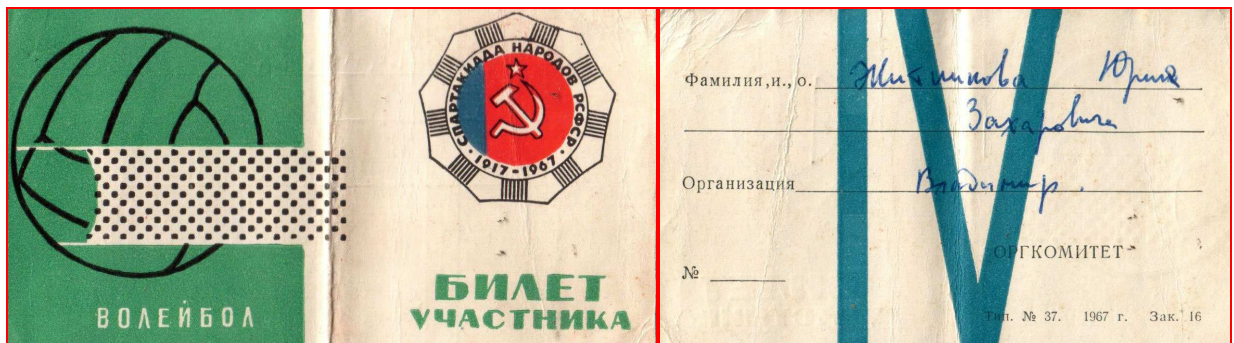 ВОЛЕЙБОЛ
СПАРТАКИАДА НАРОДОВ РСФСР
· 1917-1967 ·
БИЛЕТ
УЧАСТНИКА
IV
Фамилия, и., о. Житникова Юрия
Захаровича
Организация Владимир.
ОРГКОМИТЕТ
№
Тип. № 37. 1967 г. Зак. 16